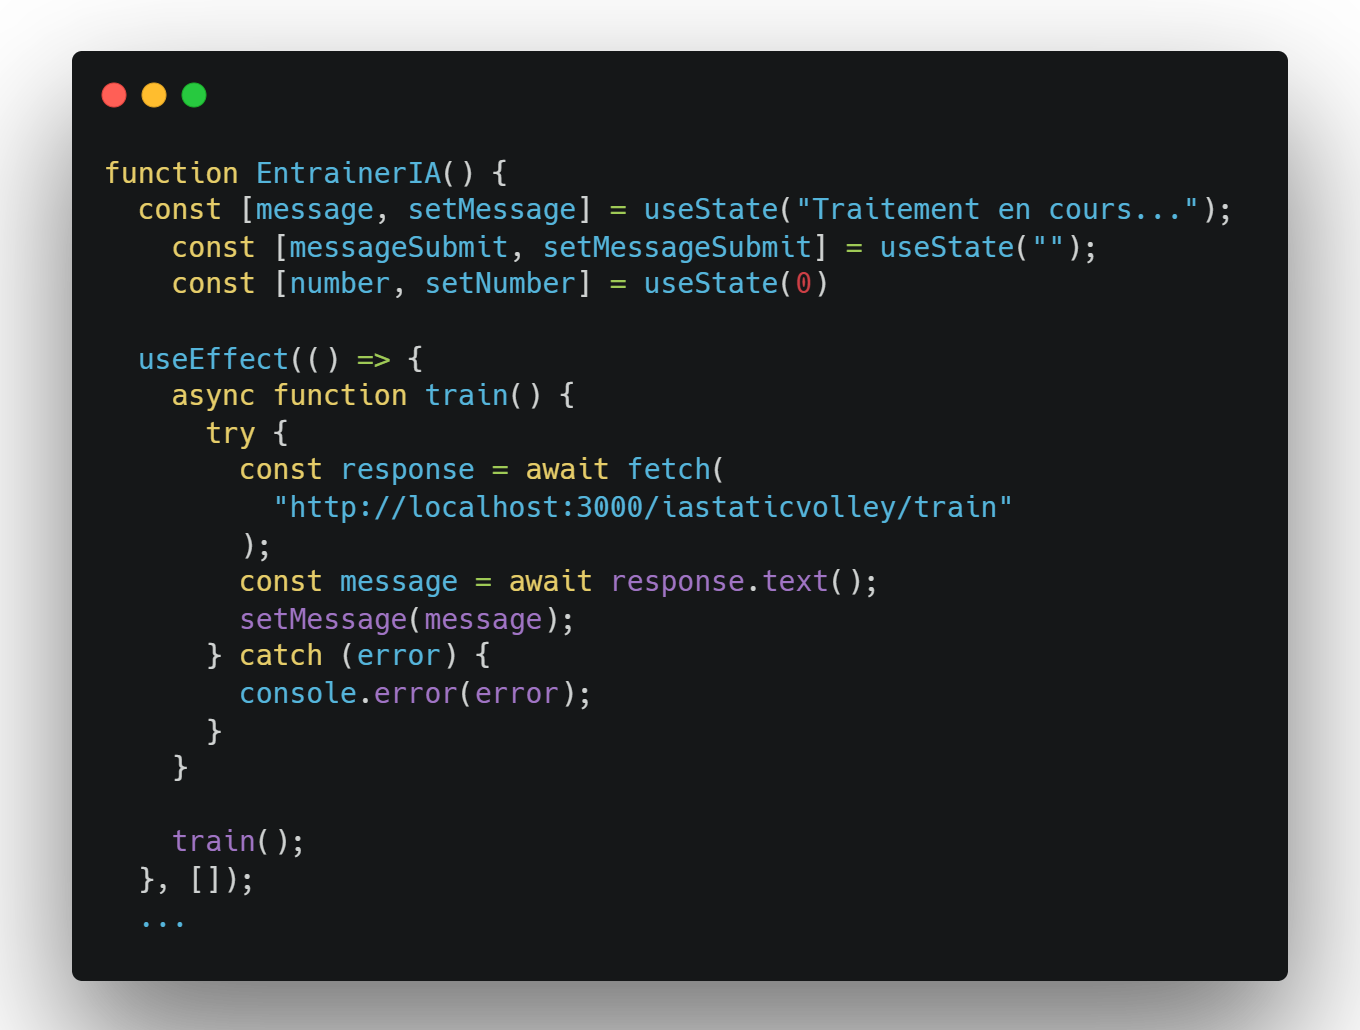 function EntrainerIA() {
  const [message, setMessage] = useState("Traitement en cours...");
    const [messageSubmit, setMessageSubmit] = useState("");
    const [number, setNumber] = useState(0)

  useEffect(() => {
    async function train() {
      try {
        const response = await fetch(
          "http://localhost:3000/iastaticvolley/train"
        );
        const message = await response.text();
        setMessage(message);
      } catch (error) {
        console.error(error);
      }
    }

    train();
  }, []);
  ...